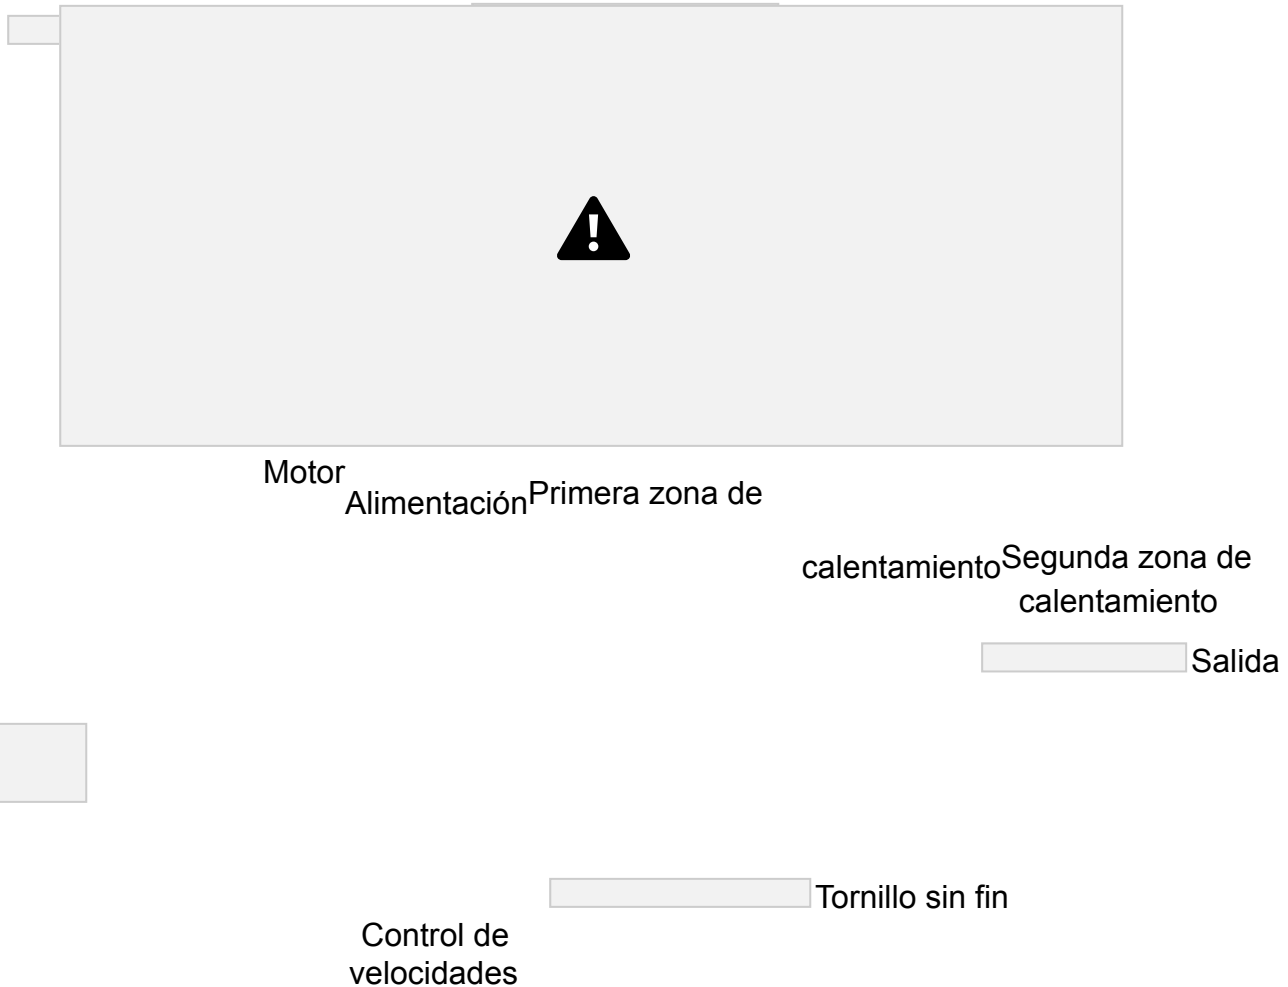 Motor
Alimentación
Primera zona de
calentamiento
Segunda zona de
calentamiento
Salida
Tornillo sin fin
Control de
velocidades